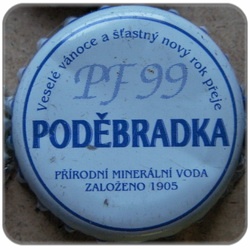 Veselé vánoce a šťastný nový rok přeje
PF 99
PODĚBRADKA
PŘÍRODNÍ MINERÁLNÍ VODA
ZALOŽENO 1905